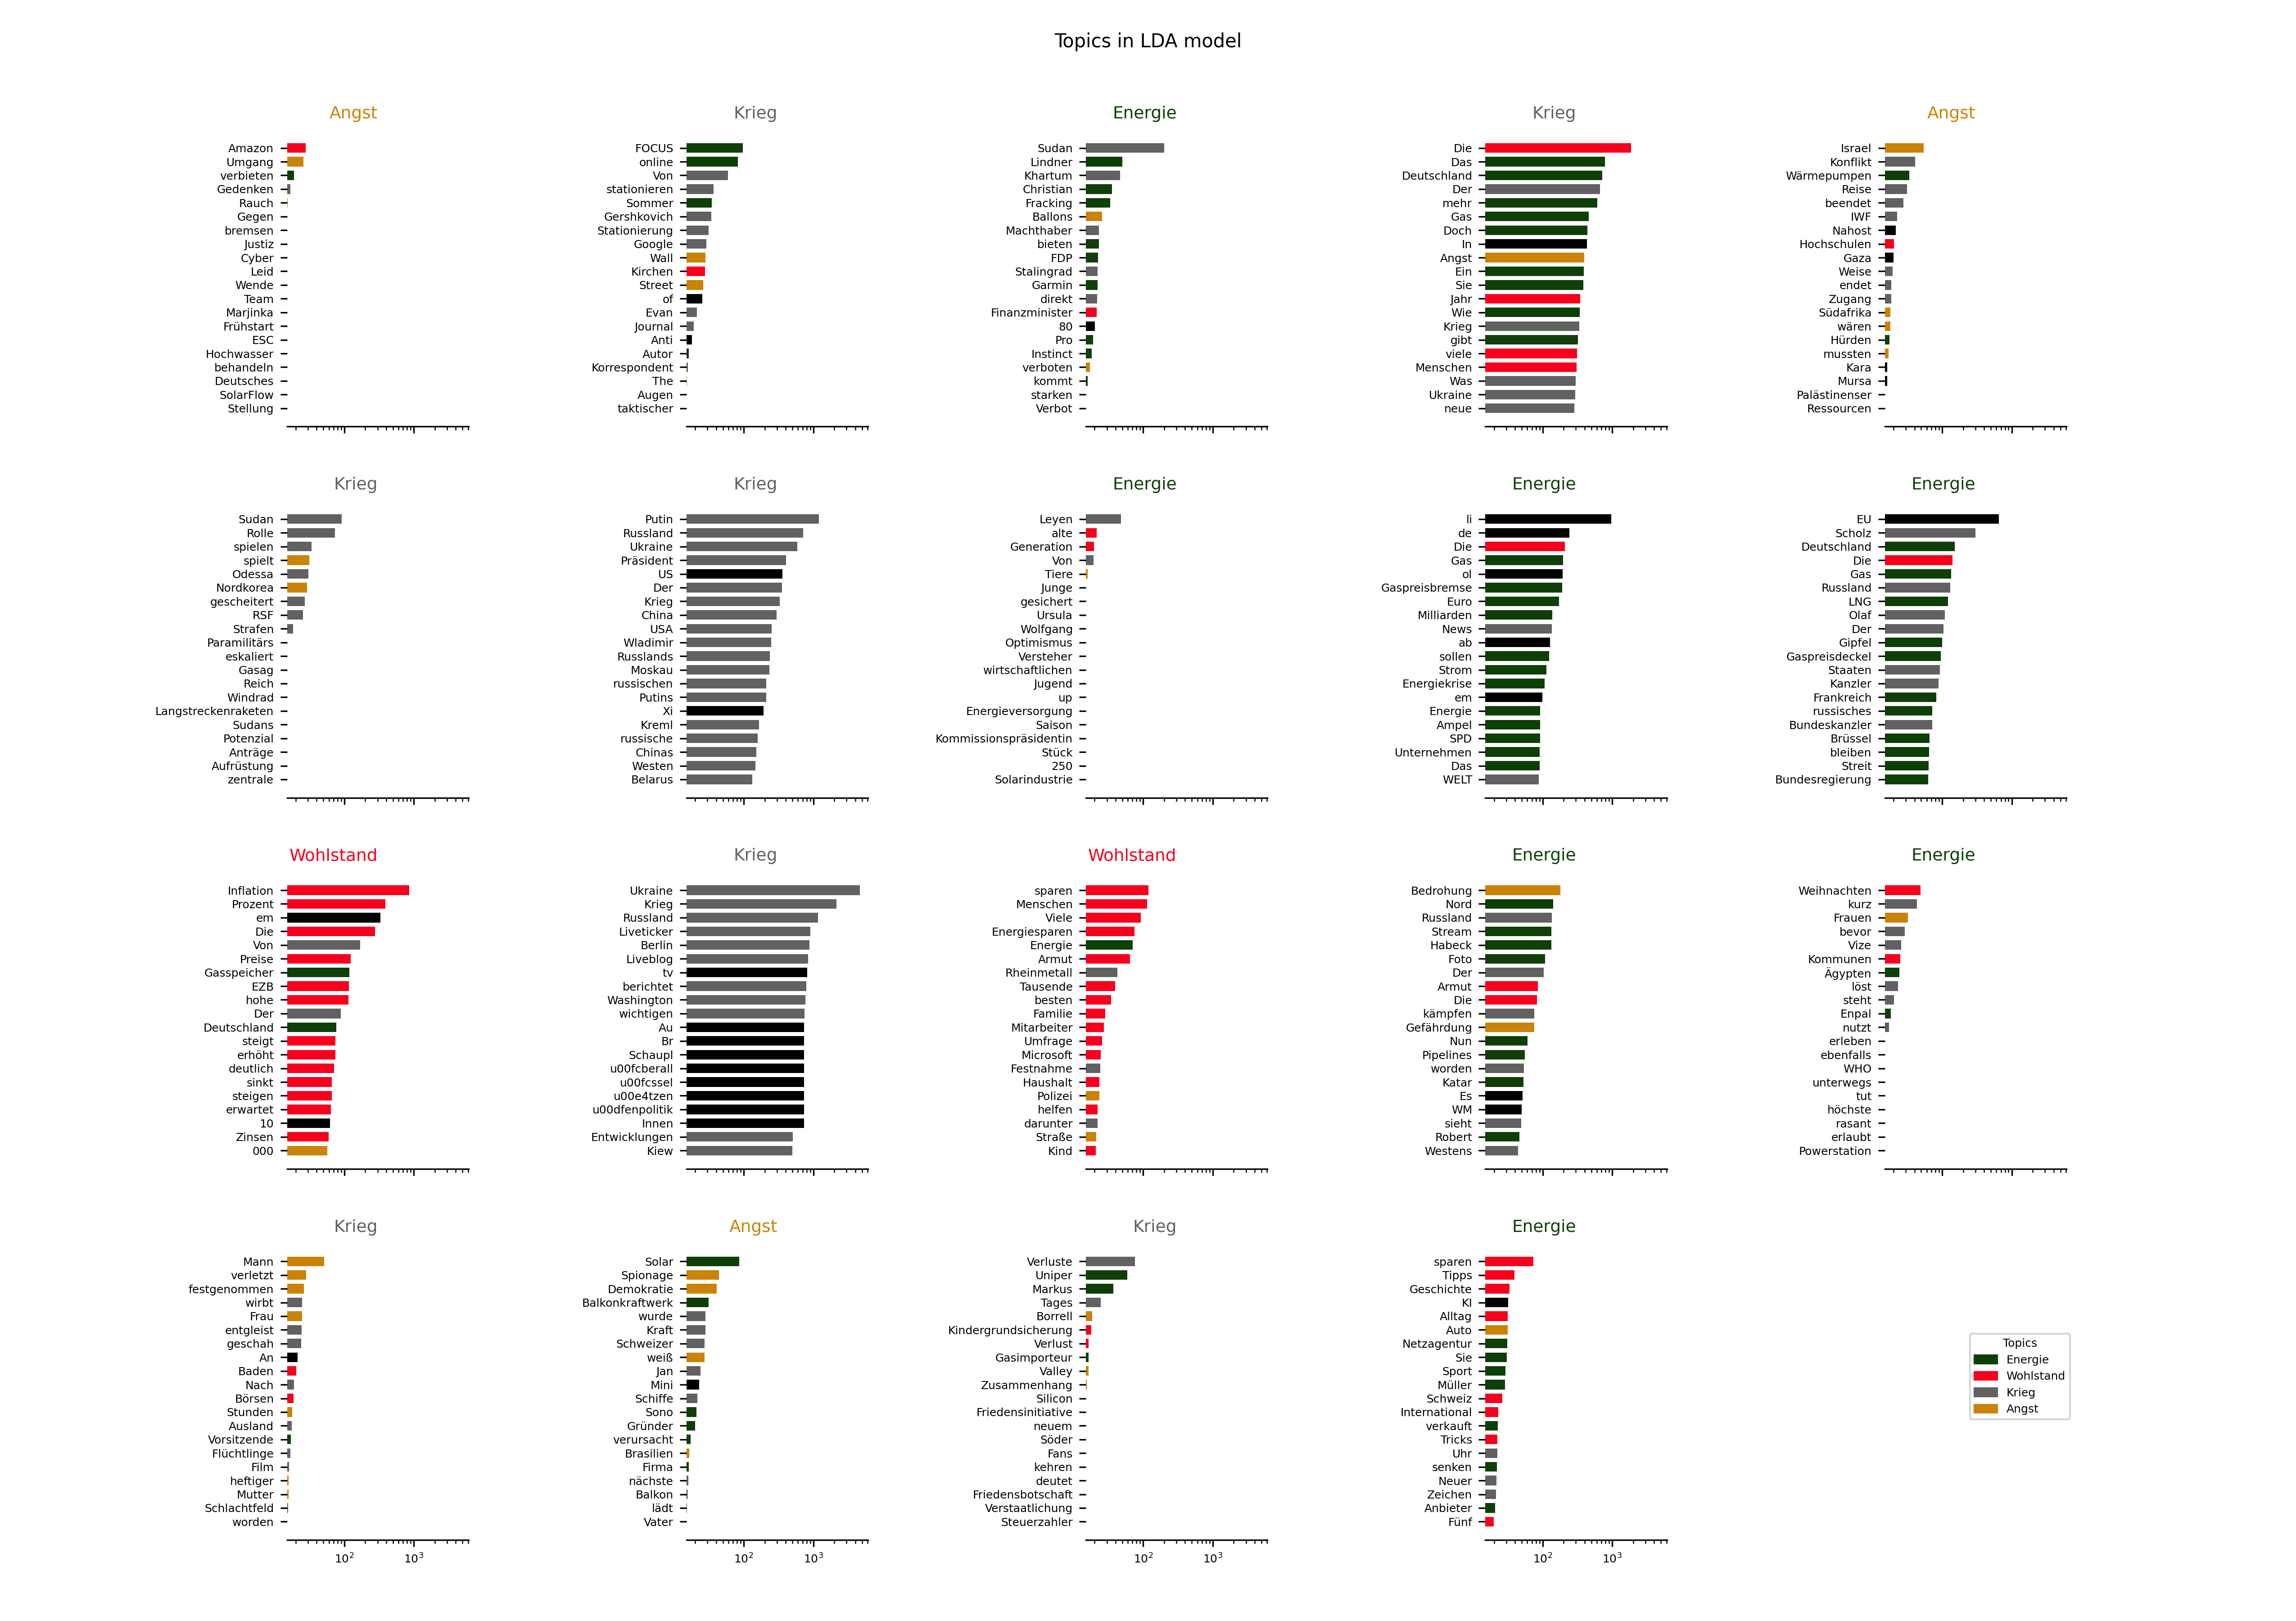 Topics in LDA model
Angst
Amazon
Umgang
verbieten
Gedenken
Rauch
Gegen
bremsen
Justiz
Cyber
Leid
Wende
Team
Marjinka
Frühstart
ESC
Hochwasser
behandeln
Deutsches
SolarFlow
Stellung
Krieg
FOCUS
online
Von
stationieren
Sommer
Gershkovich
Stationierung
Google
Wall
Kirchen
Street
of
Evan
Journal
Anti
Autor
Korrespondent
The
Augen
taktischer
Energie
Sudan
Lindner
Khartum
Christian
Fracking
Ballons
Machthaber
bieten
FDP
Stalingrad
Garmin
direkt
Finanzminister
80
Pro
Instinct
verboten
kommt
starken
Verbot
Krieg
Die
Das
Deutschland
Der
mehr
Gas
Doch
In
Angst
Ein
Sie
Jahr
Wie
Krieg
gibt
viele
Menschen
Was
Ukraine
neue
Angst
Israel
Konflikt
Wärmepumpen
Reise
beendet
IWF
Nahost
Hochschulen
Gaza
Weise
endet
Zugang
Südafrika
wären
Hürden
mussten
Kara
Mursa
Palästinenser
Ressourcen
Krieg
Sudan
Rolle
spielen
spielt
Odessa
Nordkorea
gescheitert
RSF
Strafen
Paramilitärs
eskaliert
Gasag
Reich
Windrad
Langstreckenraketen
Sudans
Potenzial
Anträge
Aufrüstung
zentrale
Krieg
Putin
Russland
Ukraine
Präsident
US
Der
Krieg
China
USA
Wladimir
Russlands
Moskau
russischen
Putins
Xi
Kreml
russische
Chinas
Westen
Belarus
Energie
Leyen
alte
Generation
Von
Tiere
Junge
gesichert
Ursula
Wolfgang
Optimismus
Versteher
wirtschaftlichen
Jugend
up
Energieversorgung
Saison
Kommissionspräsidentin
Stück
250
Solarindustrie
Energie
li
de
Die
Gas
ol
Gaspreisbremse
Euro
Milliarden
News
ab
sollen
Strom
Energiekrise
em
Energie
Ampel
SPD
Unternehmen
Das
WELT
Energie
EU
Scholz
Deutschland
Die
Gas
Russland
LNG
Olaf
Der
Gipfel
Gaspreisdeckel
Staaten
Kanzler
Frankreich
russisches
Bundeskanzler
Brüssel
bleiben
Streit
Bundesregierung
Wohlstand
Inflation
Prozent
em
Die
Von
Preise
Gasspeicher
EZB
hohe
Der
Deutschland
steigt
erhöht
deutlich
sinkt
steigen
erwartet
10
Zinsen
000
Krieg
Ukraine
Krieg
Russland
Liveticker
Berlin
Liveblog
tv
berichtet
Washington
wichtigen
Au
Br
Schaupl
u00fcberall
u00fcssel
u00e4tzen
u00dfenpolitik
Innen
Entwicklungen
Kiew
Wohlstand
sparen
Menschen
Viele
Energiesparen
Energie
Armut
Rheinmetall
Tausende
besten
Familie
Mitarbeiter
Umfrage
Microsoft
Festnahme
Haushalt
Polizei
helfen
darunter
Straße
Kind
Energie
Bedrohung
Nord
Russland
Stream
Habeck
Foto
Der
Armut
Die
kämpfen
Gefährdung
Nun
Pipelines
worden
Katar
Es
WM
sieht
Robert
Westens
Energie
Weihnachten
kurz
Frauen
bevor
Vize
Kommunen
Ägypten
löst
steht
Enpal
nutzt
erleben
ebenfalls
WHO
unterwegs
tut
höchste
rasant
erlaubt
Powerstation
Krieg
Mann
verletzt
festgenommen
wirbt
Frau
entgleist
geschah
An
Baden
Nach
Börsen
Stunden
Ausland
Vorsitzende
Flüchtlinge
Film
heftiger
Mutter
Schlachtfeld
worden
10² 10³
Angst
Solar
Spionage
Demokratie
Balkonkraftwerk
wurde
Kraft
Schweizer
weiß
Jan
Mini
Schiffe
Sono
Gründer
verursacht
Brasilien
Firma
nächste
Balkon
lädt
Vater
10² 10³
Krieg
Verluste
Uniper
Markus
Tages
Borrell
Kindergrundsicherung
Verlust
Gasimporteur
Valley
Zusammenhang
Silicon
Friedensinitiative
neuem
Söder
Fans
kehren
deutet
Friedensbotschaft
Verstaatlichung
Steuerzahler
10² 10³
Energie
sparen
Tipps
Geschichte
KI
Alltag
Auto
Netzagentur
Sie
Sport
Müller
Schweiz
International
verkauft
Tricks
Uhr
senken
Neuer
Zeichen
Anbieter
Fünf
10² 10³
Topics
Energie
Wohlstand
Krieg
Angst